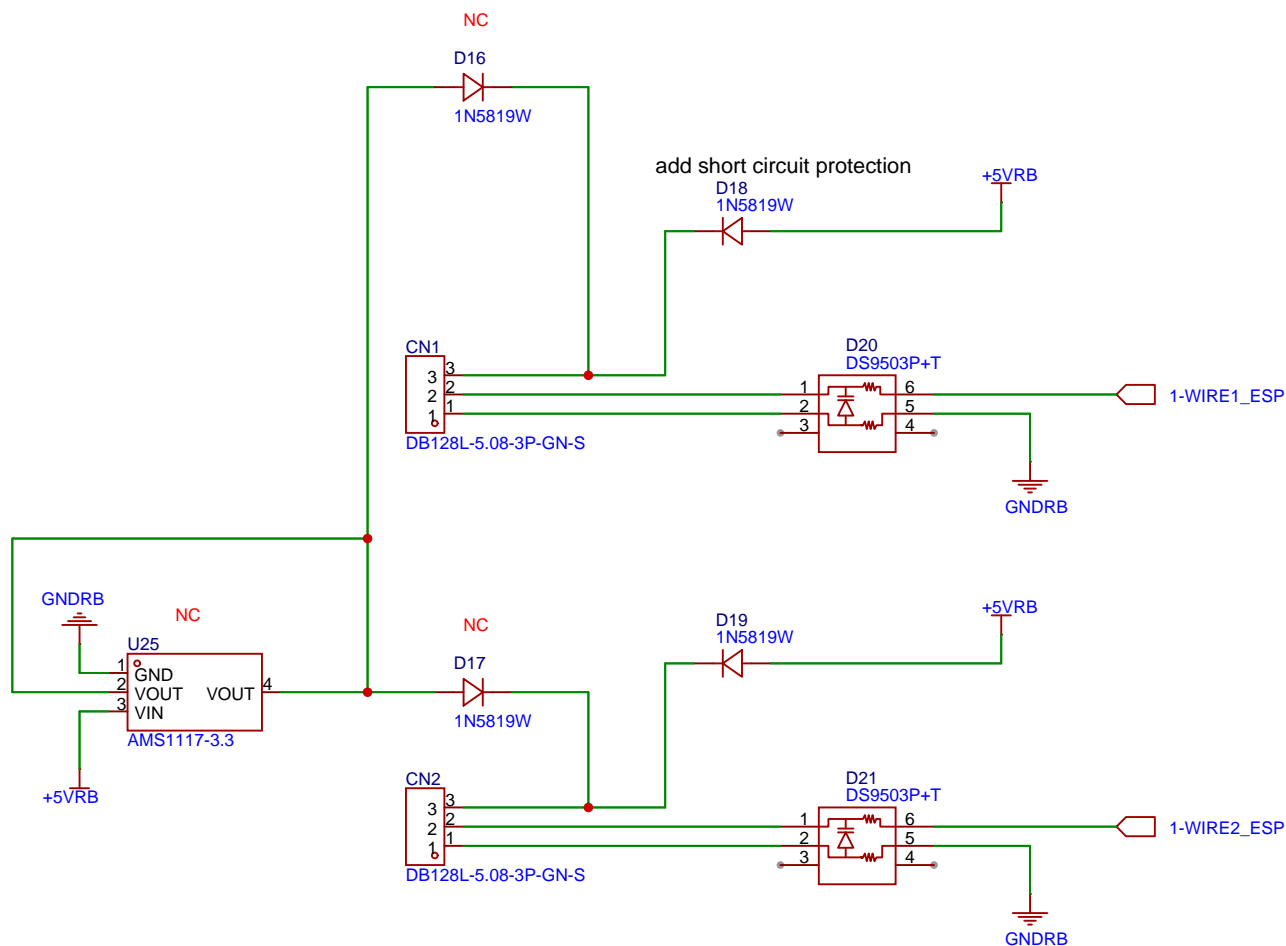 NC
D16
1N5819W
add short circuit protection
D18
1N5819W
+5VRB
CN1
3
2
1
3
2
1
DB128L-5.08-3P-GN-S
D20
DS9503P+T
1
2
3
6
5
4
1-WIRE1_ESP
GNDRB
GNDRB
NC
U25
1
2
3
GND
VOUT
VIN
VOUT
4
AMS1117-3.3
+5VRB
NC
D17
1N5819W
D19
1N5819W
+5VRB
CN2
3
2
1
3
2
1
DB128L-5.08-3P-GN-S
D21
DS9503P+T
1
2
3
6
5
4
1-WIRE2_ESP
GNDRB